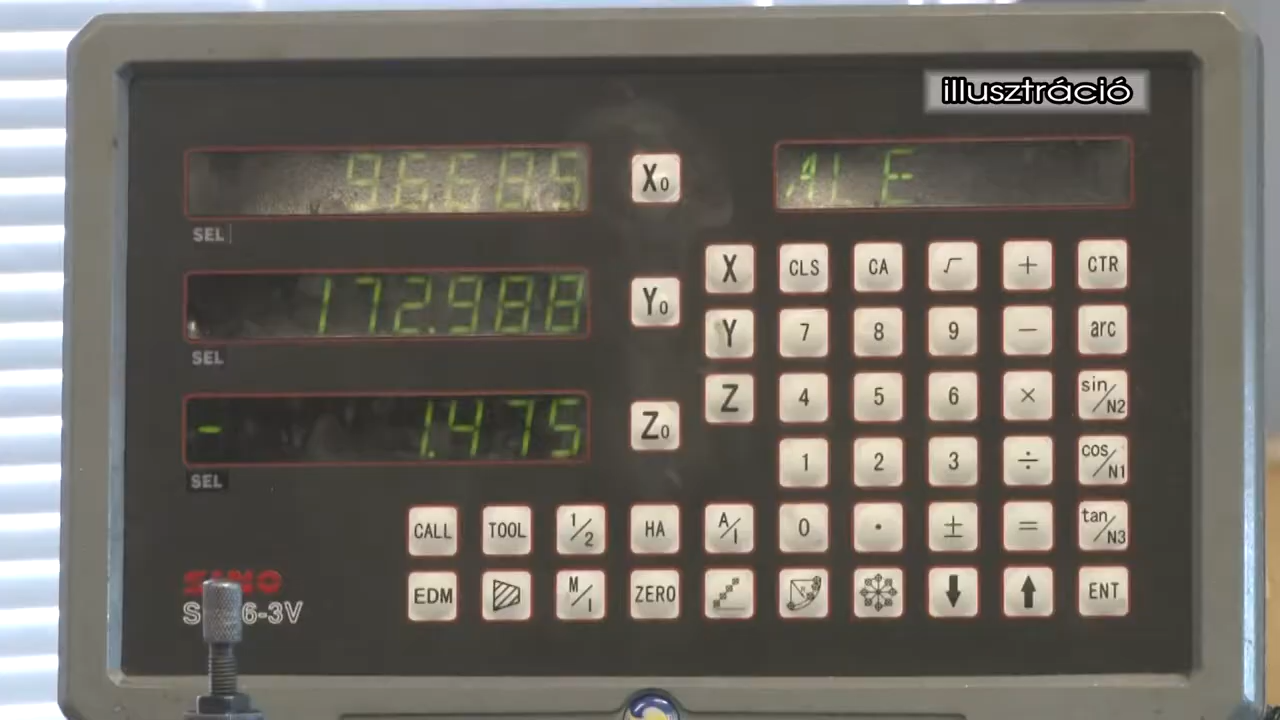 illusztráció
96.685 X0 ALE
SEL
172.988 Y0
SEL
- 1.475 Z0
SEL
X CLS CA √ + CTR
Y 7 8 9 − arc
Z 4 5 6 × sin/N2
1 2 3 ÷ cos/N1
CALL TOOL 1/2 HA A/I 0 · ± = tan/N3
EDM M/I ZERO ENT
SINO
6-3V